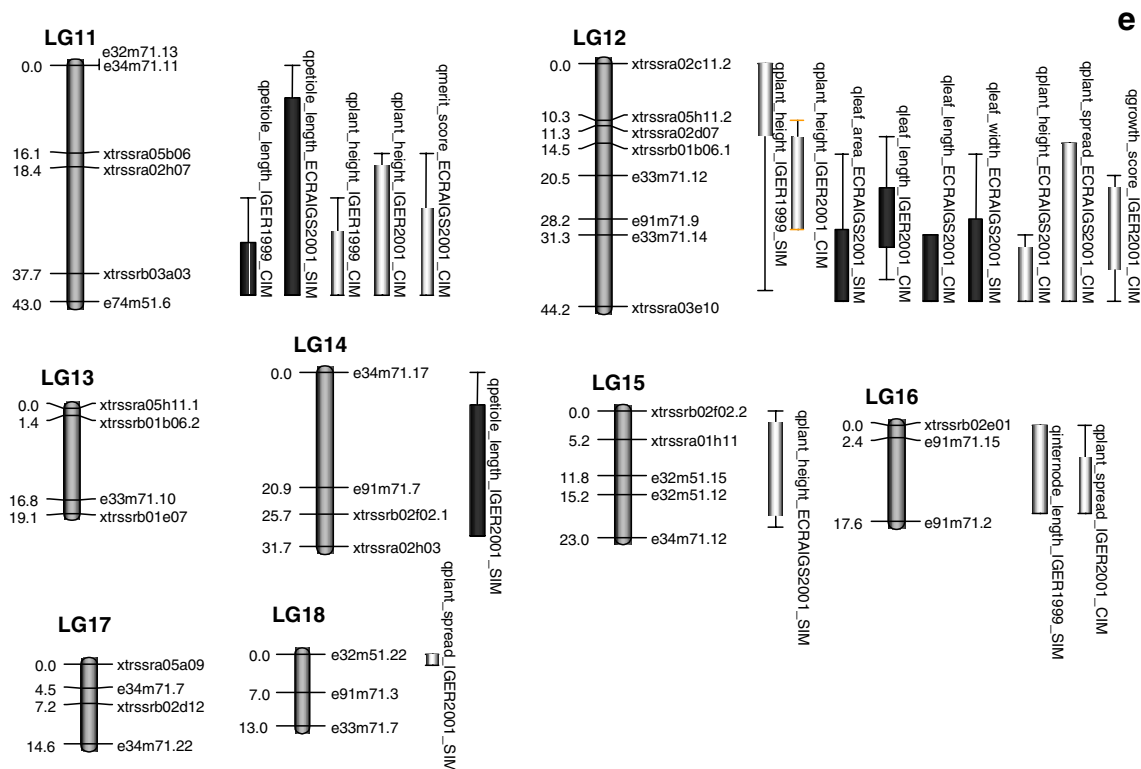 e
LG11
0.0
e32m71.13
e34m71.11
16.1 xtrssra05b06
18.4 xtrssra02h07
37.7 xtrssrb03a03
43.0 e74m51.6
qpetiole_length_IGER1999_CIM
qpetiole_length_ECRAIGS2001_SIM
qplant_height_IGER1999_CIM
qplant_height_IGER2001_CIM
qmerit_score_ECRAIGS2001_CIM
LG12
0.0 xtrssra02c11.2
10.3 xtrssra05h11.2
11.3 xtrssra02d07
14.5 xtrssrb01b06.1
20.5 e33m71.12
28.2 e91m71.9
31.3 e33m71.14
44.2 xtrssra03e10
qplant_height_IGER1999_SIM
qplant_height_IGER2001_CIM
qleaf_area_ECRAIGS2001_SIM
qleaf_length_IGER2001_CIM
qleaf_length_ECRAIGS2001_CIM
qleaf_width_ECRAIGS2001_SIM
qplant_height_ECRAIGS2001_CIM
qplant_spread_ECRAIGS2001_CIM
qgrowth_score_IGER2001_CIM
LG13
0.0 xtrssra05h11.1
1.4 xtrssrb01b06.2
16.8 e33m71.10
19.1 xtrssrb01e07
LG14
0.0 e34m71.17
20.9 e91m71.7
25.7 xtrssrb02f02.1
31.7 xtrssra02h03
qpetiole_length_IGER2001_SIM
LG15
0.0 xtrssrb02f02.2
5.2 xtrssra01h11
11.8 e32m51.15
15.2 e32m51.12
23.0 e34m71.12
qplant_height_ECRAIGS2001_SIM
LG16
0.0 xtrssrb02e01
2.4 e91m71.15
17.6 e91m71.2
qinternode_length_IGER1999_SIM
qplant_spread_IGER2001_CIM
LG17
0.0 xtrssra05a09
4.5 e34m71.7
7.2 xtrssrb02d12
14.6 e34m71.22
LG18
0.0 e32m51.22
7.0 e91m71.3
13.0 e33m71.7
qplant_spread_IGER2001_SIM